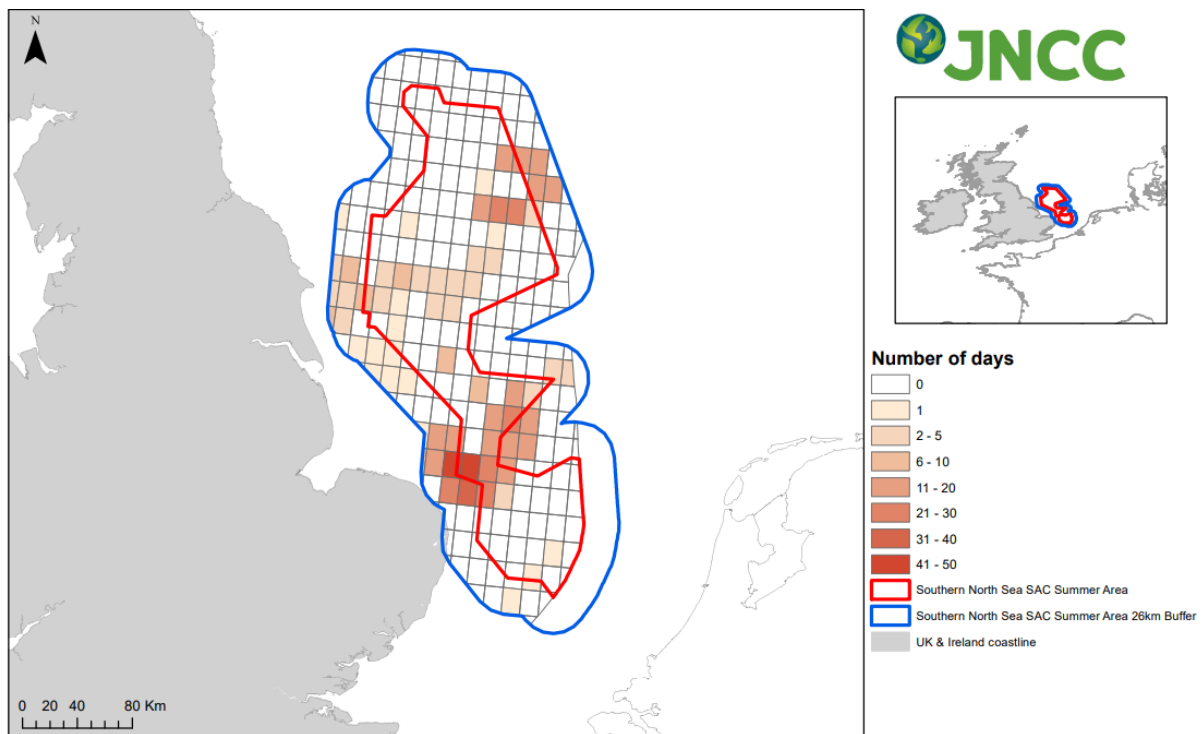 N
JNCC
Number of days
0
1
2 - 5
6 - 10
11 - 20
21 - 30
31 - 40
41 - 50
Southern North Sea SAC Summer Area
Southern North Sea SAC Summer Area 26km Buffer
UK & Ireland coastline
0 20 40 80 Km